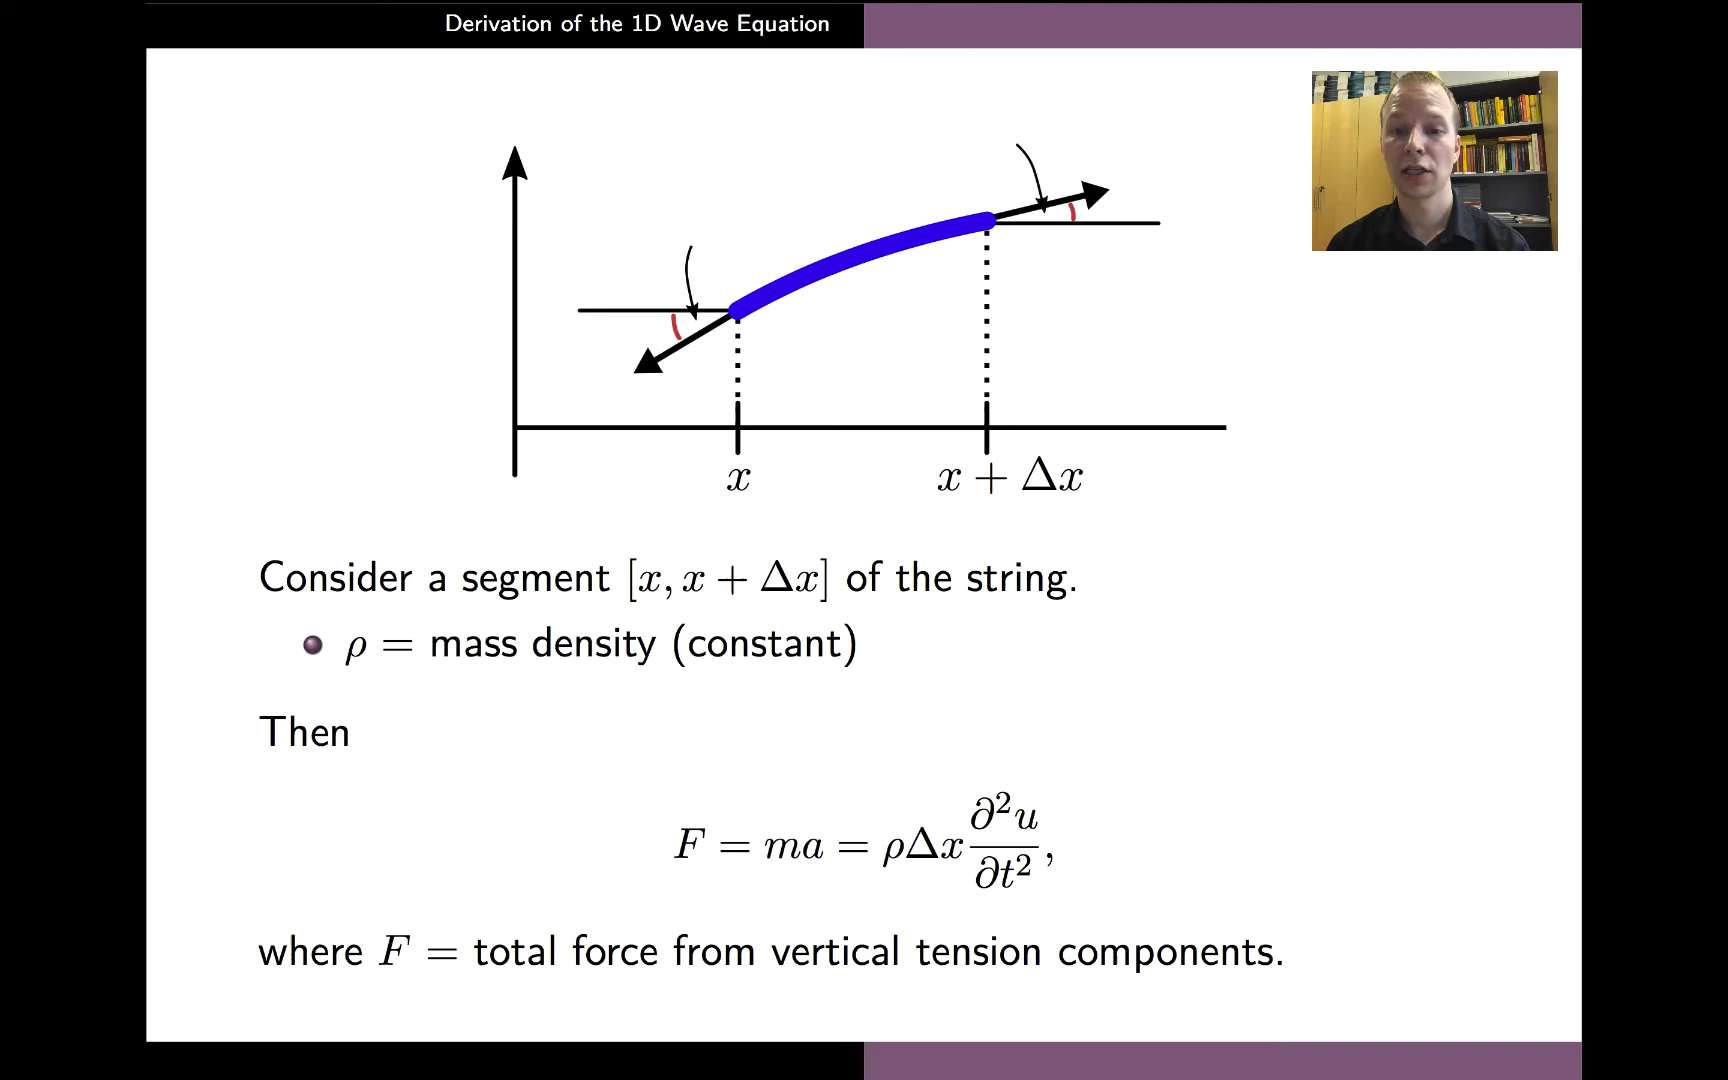 Derivation of the 1D Wave Equation
x
x + Δx
Consider a segment [x, x + Δx] of the string.
ρ = mass density (constant)
Then
F = ma = ρΔx ∂²u/∂t²,
where F = total force from vertical tension components.